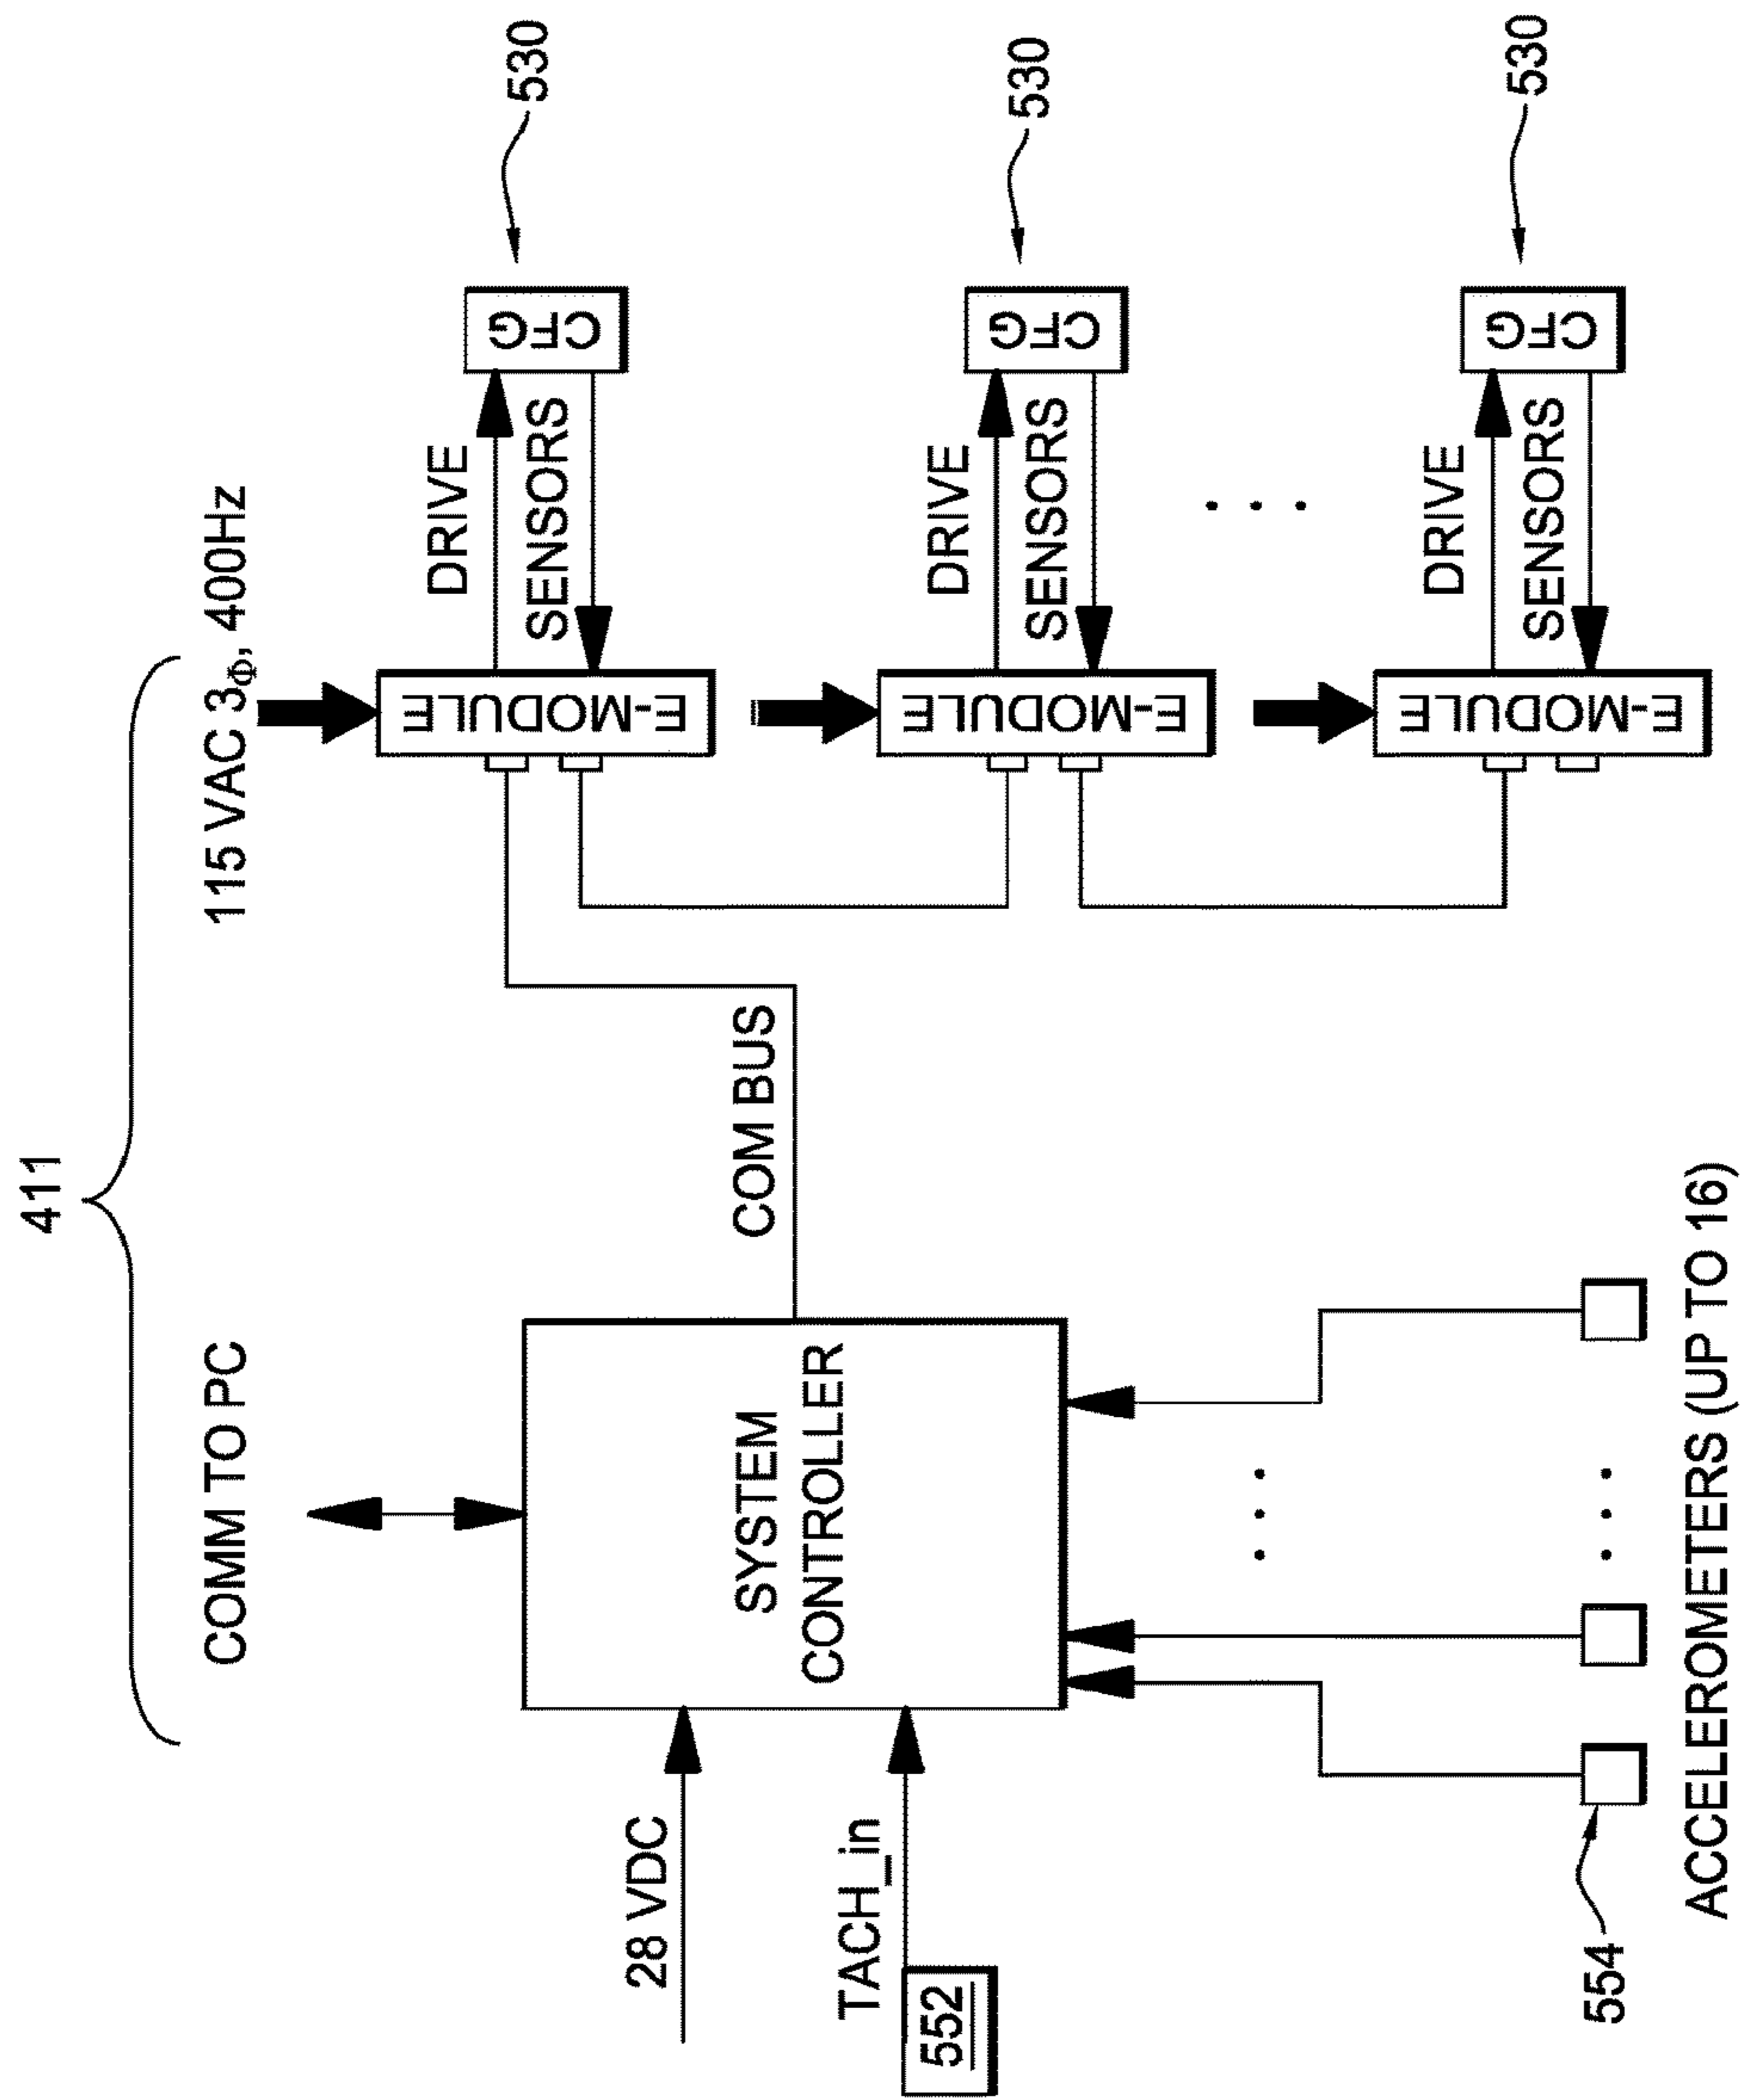 411
COMM TO PC
115 VAC 3Φ, 400Hz
28 VDC
TACH_in
552
SYSTEM
CONTROLLER
COM BUS
E-MODULE
DRIVE
SENSORS
CFG
530
E-MODULE
DRIVE
SENSORS
CFG
530
E-MODULE
DRIVE
SENSORS
CFG
530
554
ACCELEROMETERS (UP TO 16)